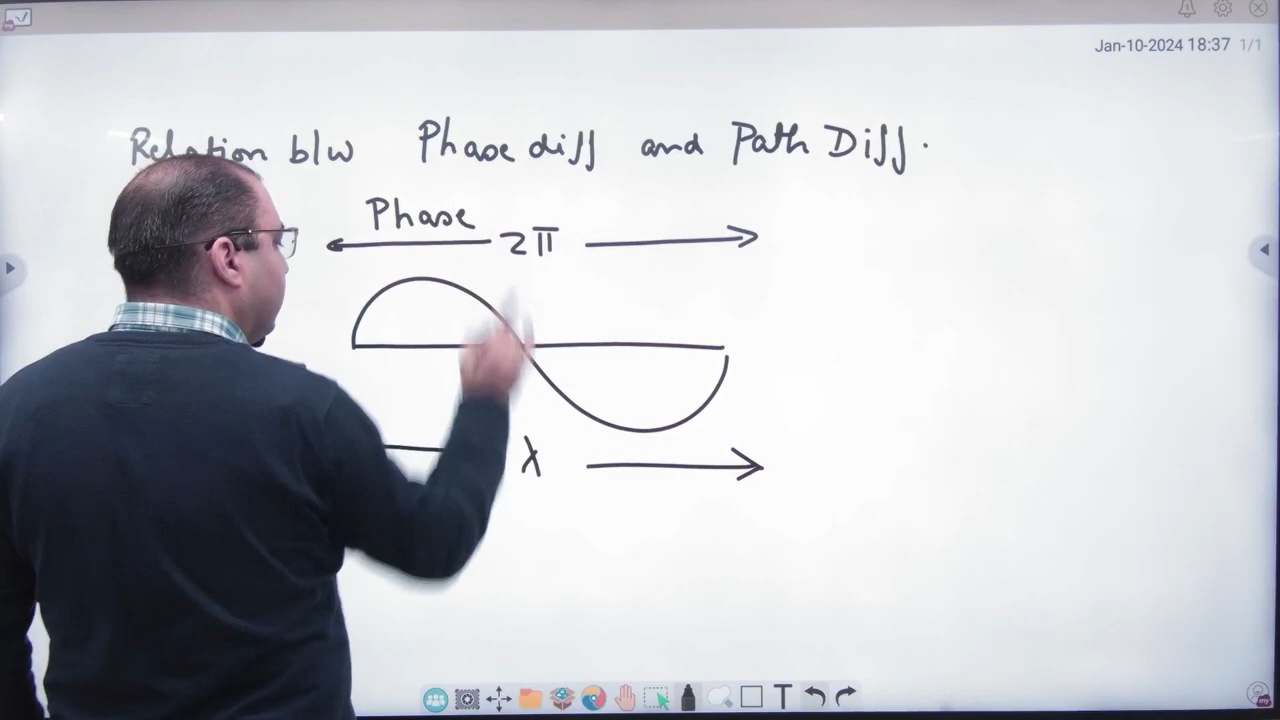 Jan-10-2024 18:37 1/1
Relation b/w Phase diff and Path Diff.
Phase
2π
λ
T